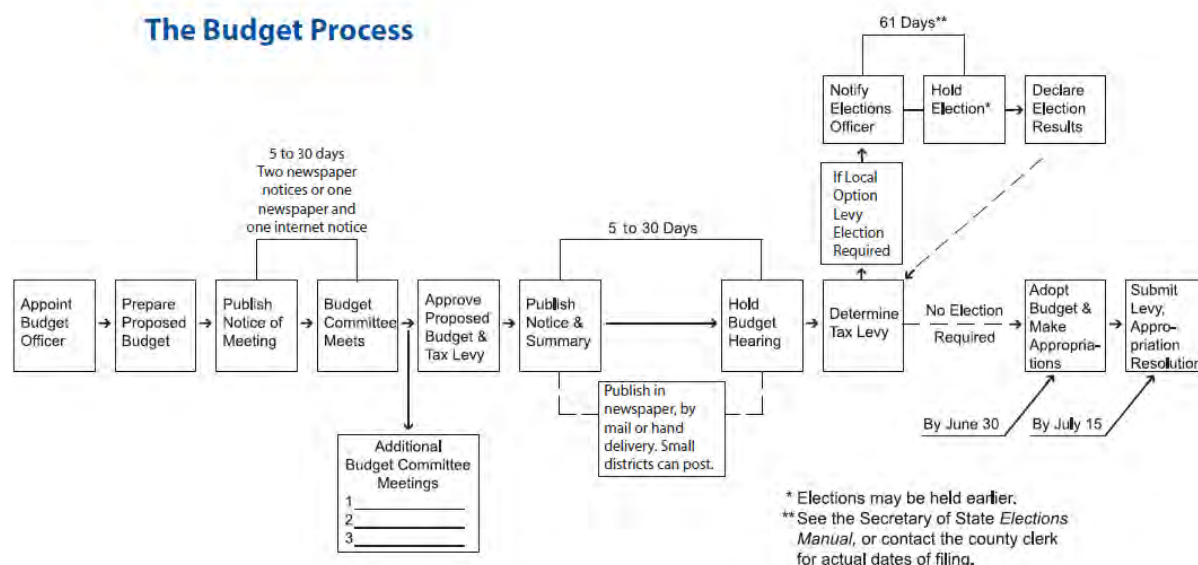 The Budget Process
61 Days**
Notify
Elections
Officer
Hold
Election*
Declare
Election
Results
5 to 30 days
Two newspaper
notices or one
newspaper and
one internet notice
If Local
Option
Levy
Election
Required
5 to 30 Days
Appoint
Budget
Officer
Prepare
Proposed
Budget
Publish
Notice of
Meeting
Budget
Committee
Meets
Approve
Proposed
Budget &
Tax Levy
Publish
Notice &
Summary
Hold
Budget
Hearing
Determine
Tax Levy
No Election
Required
Adopt
Budget &
Make
Appropria-
tions
Submit
Levy,
Appro-
priation
Resolution
Publish in
newspaper, by
mail or hand
delivery. Small
districts can post.
By June 30
By July 15
Additional
Budget Committee
Meetings
1
2
3
* Elections may be held earlier.
** See the Secretary of State Elections
Manual, or contact the county clerk
for actual dates of filing.